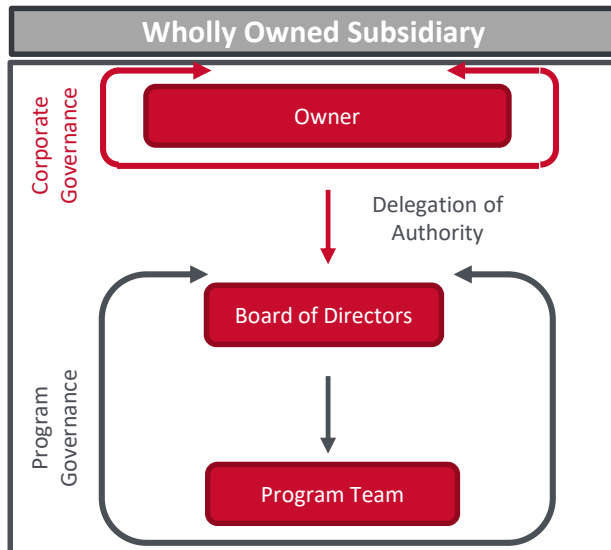 Wholly Owned Subsidiary
Corporate
Governance
Owner
Delegation of
Authority
Board of Directors
Program
Governance
Program Team